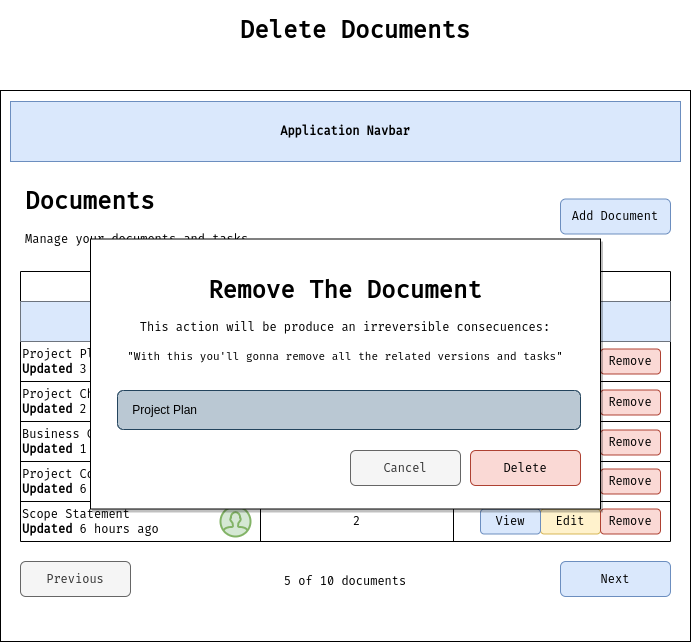 Delete Documents
Application Navbar
Documents
Add Document
Manage your documents and tasks
Remove The Document
This action will be produce an irreversible consecuences:
"With this you'll gonna remove all the related versions and tasks"
Project Plan
Cancel
Delete
Project Pl
Updated 3
Remove
Project Ch
Updated 2
Remove
Business
Updated 1
Remove
Project Co
Updated 6
Remove
Scope Statement
Updated 6 hours ago
2
View
Edit
Remove
Previous
5 of 10 documents
Next